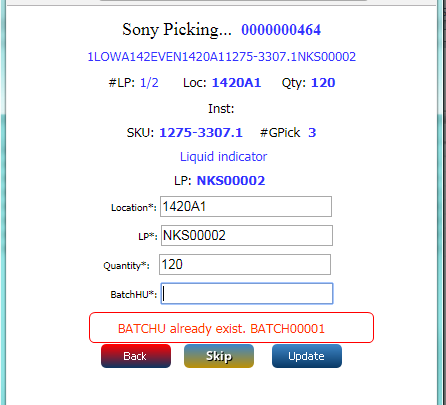 Sony Picking... 0000000464
1LOWA142EVEN1420A11275-3307.1NKS00002
#LP: 1/2 Loc: 1420A1 Qty: 120
Inst:
SKU: 1275-3307.1 #GPick 3
Liquid indicator
LP: NKS00002
Location*: 1420A1
LP*: NKS00002
Quantity*: 120
BatchHU*:
BATCHU already exist. BATCH00001
Back Skip Update